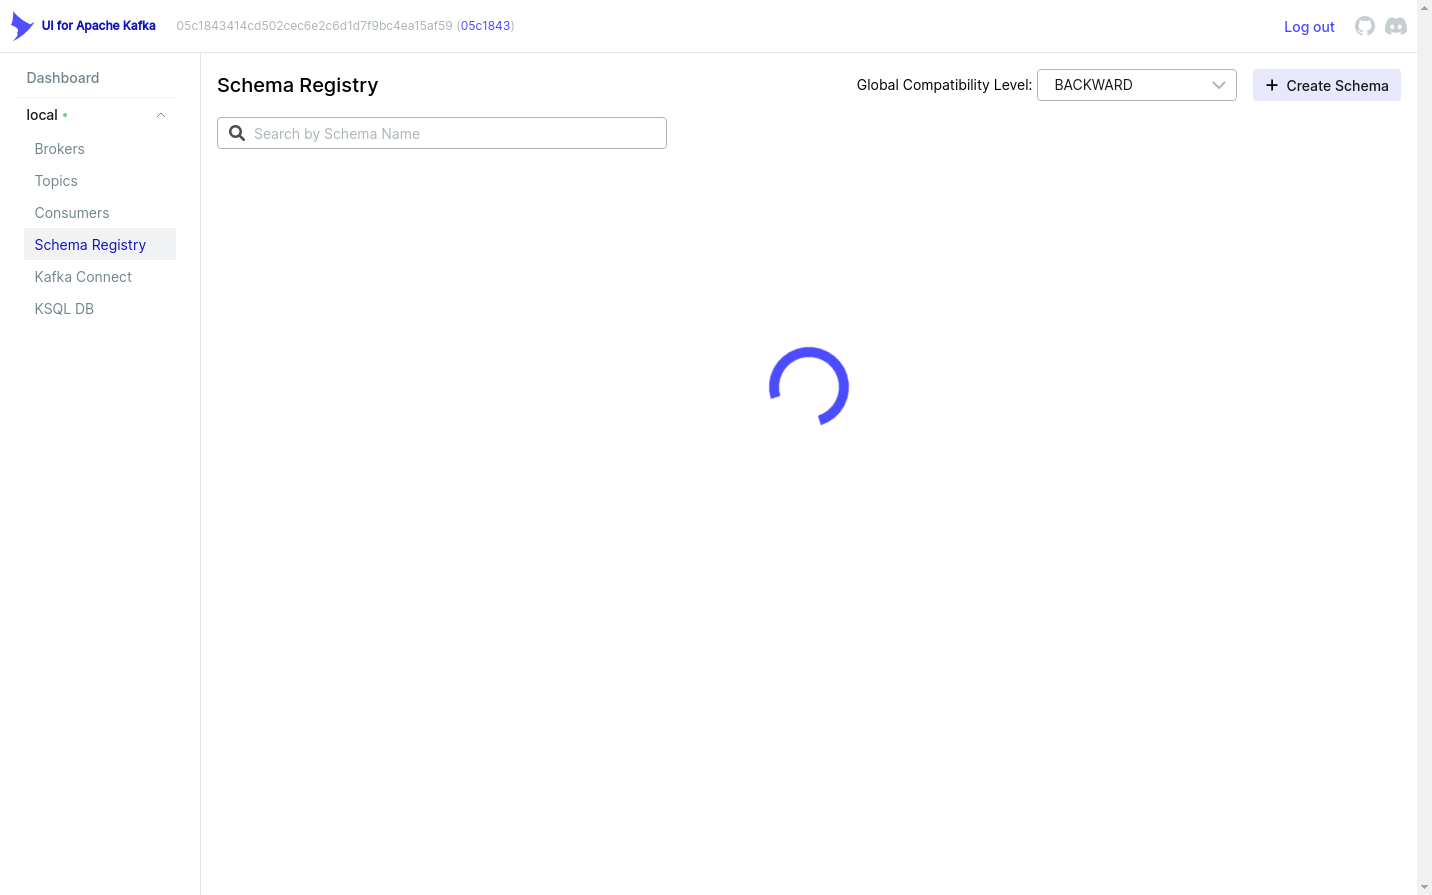 UI for Apache Kafka 05c1843414cd502cec6e2c6d1d7f9bc4ea15af59 (05c1843) Log out
Dashboard
local
Brokers
Topics
Consumers
Schema Registry
Kafka Connect
KSQL DB
Schema Registry
Global Compatibility Level: BACKWARD
Create Schema
Search by Schema Name